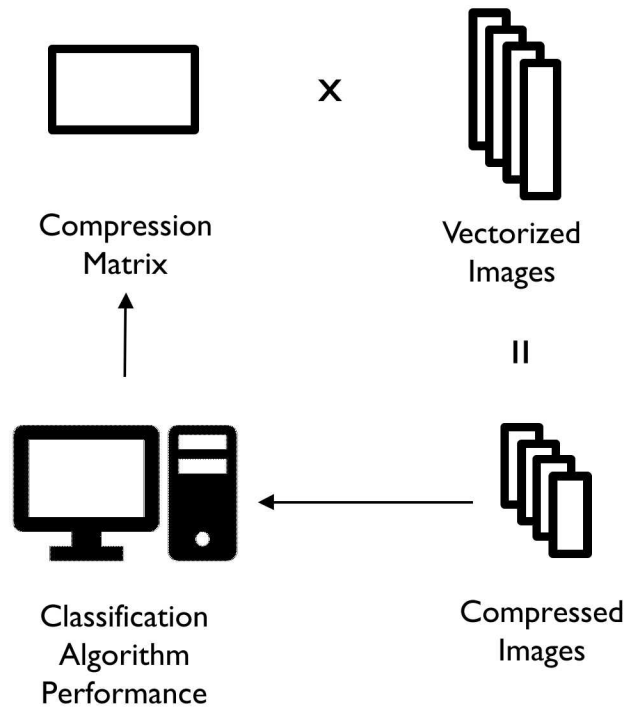 x
Compression
Matrix
Vectorized
Images
=
Classification
Algorithm
Performance
Compressed
Images